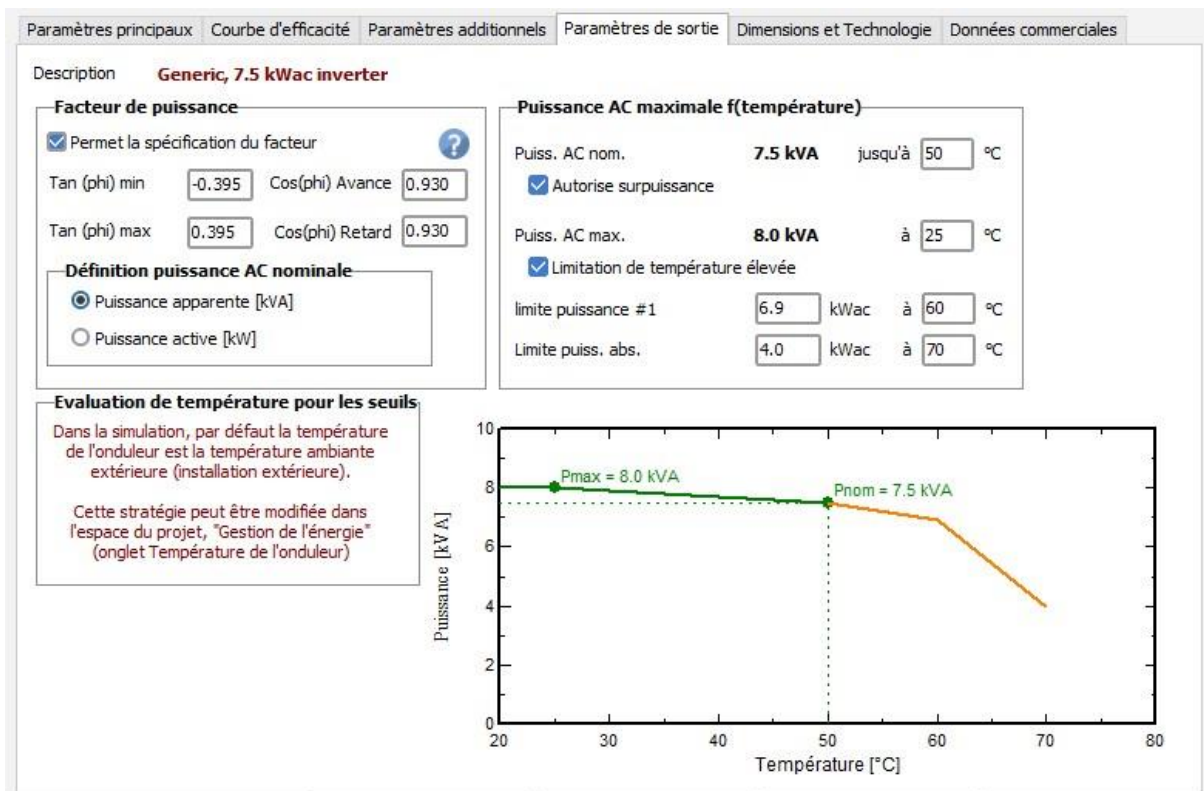 Paramètres principaux Courbe d'efficacité Paramètres additionnels Paramètres de sortie Dimensions et Technologie Données commerciales
Description Generic, 7.5 kWac inverter
Facteur de puissance
Permet la spécification du facteur ?
Tan (phi) min -0.395 Cos(phi) Avance 0.930
Tan (phi) max 0.395 Cos(phi) Retard 0.930
Définition puissance AC nominale
Puissance apparente [kVA]
Puissance active [kW]
Puissance AC maximale f(température)
Puiss. AC nom. 7.5 kVA jusqu'à 50 °C
Autorise surpuissance
Puiss. AC max. 8.0 kVA à 25 °C
Limitation de température élevée
limite puissance #1 6.9 kWac à 60 °C
Limite puiss. abs. 4.0 kWac à 70 °C
Evaluation de température pour les seuils
Dans la simulation, par défaut la température
de l'onduleur est la température ambiante
extérieure (installation extérieure).
Cette stratégie peut être modifiée dans
l'espace du projet, "Gestion de l'énergie"
(onglet Température de l'onduleur)
Puissance [kVA]
10
8
6
4
2
0
Pmax = 8.0 kVA
Pnom = 7.5 kVA
20 30 40 50 60 70 80
Température [°C]